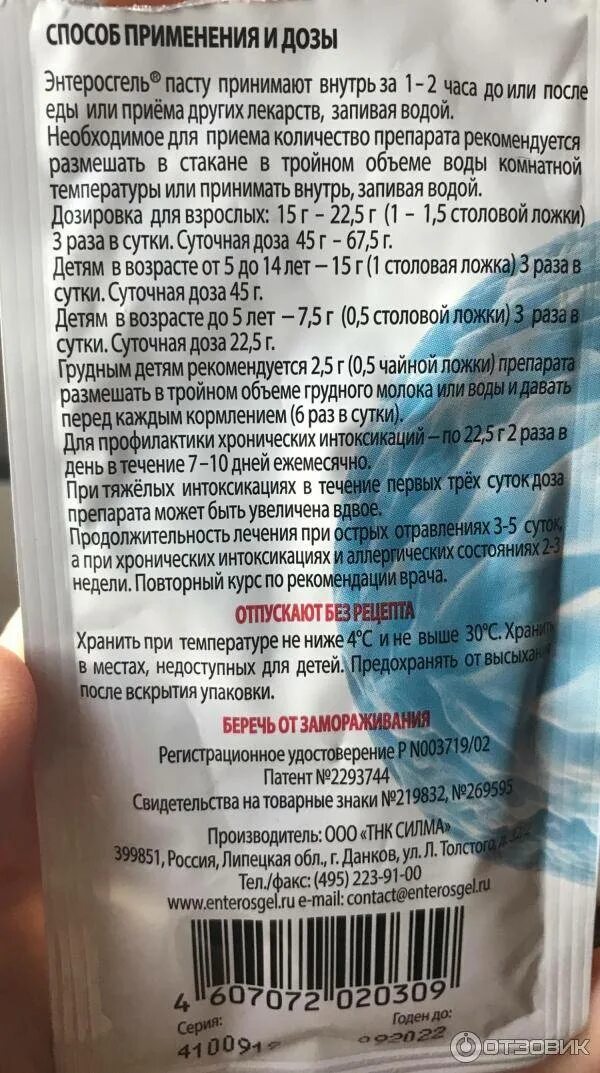 СПОСОБ ПРИМЕНЕНИЯ И ДОЗЫ
Энтеросгель® пасту принимают внутрь за 1–2 часа до или после
еды или приёма других лекарств, запивая водой.
Необходимое для приема количество препарата рекомендуется
размешать в стакане в тройном объеме воды комнатной
температуры или принимать внутрь, запивая водой.
Дозировка для взрослых: 15 г – 22,5 г (1 – 1,5 столовой ложки)
3 раза в сутки. Суточная доза 45 г – 67,5 г.
Детям в возрасте от 5 до 14 лет – 15 г (1 столовая ложка) 3 раза в
сутки. Суточная доза 45 г.
Детям в возрасте до 5 лет – 7,5 г (0,5 столовой ложки) 3 раза в
сутки. Суточная доза 22,5 г.
Грудным детям рекомендуется 2,5 г (0,5 чайной ложки) препарата
размешать в тройном объеме грудного молока или воды и давать
перед каждым кормлением (6 раз в сутки).
Для профилактики хронических интоксикаций – по 22,5 г 2 раза в
день в течение 7–10 дней ежемесячно.
При тяжёлых интоксикациях в течение первых трёх суток доза
препарата может быть увеличена вдвое.
Продолжительность лечения при острых отравлениях 3-5 суток,
а при хронических интоксикациях и аллергических состояниях 2-3
недели. Повторный курс по рекомендации врача.
ОТПУСКАЮТ БЕЗ РЕЦЕПТА
Хранить при температуре не ниже 4°С и не выше 30°С. Хранить
в местах, недоступных для детей. Предохранять от высыхания
после вскрытия упаковки.
БЕРЕЧЬ ОТ ЗАМОРАЖИВАНИЯ
Регистрационное удостоверение Р N003719/02
Патент №2293744
Свидетельства на товарные знаки №219832, №269595
Производитель: ООО «ТНК СИЛМА»
399851, Россия, Липецкая обл., г. Данков, ул. Л. Толстого,
Тел./факс: (495) 223-91-00
www.enterosgel.ru e-mail: contact@enterosgel.ru
4 607072 020309
Серия: Годен до:
092022
ОТЗОВИК